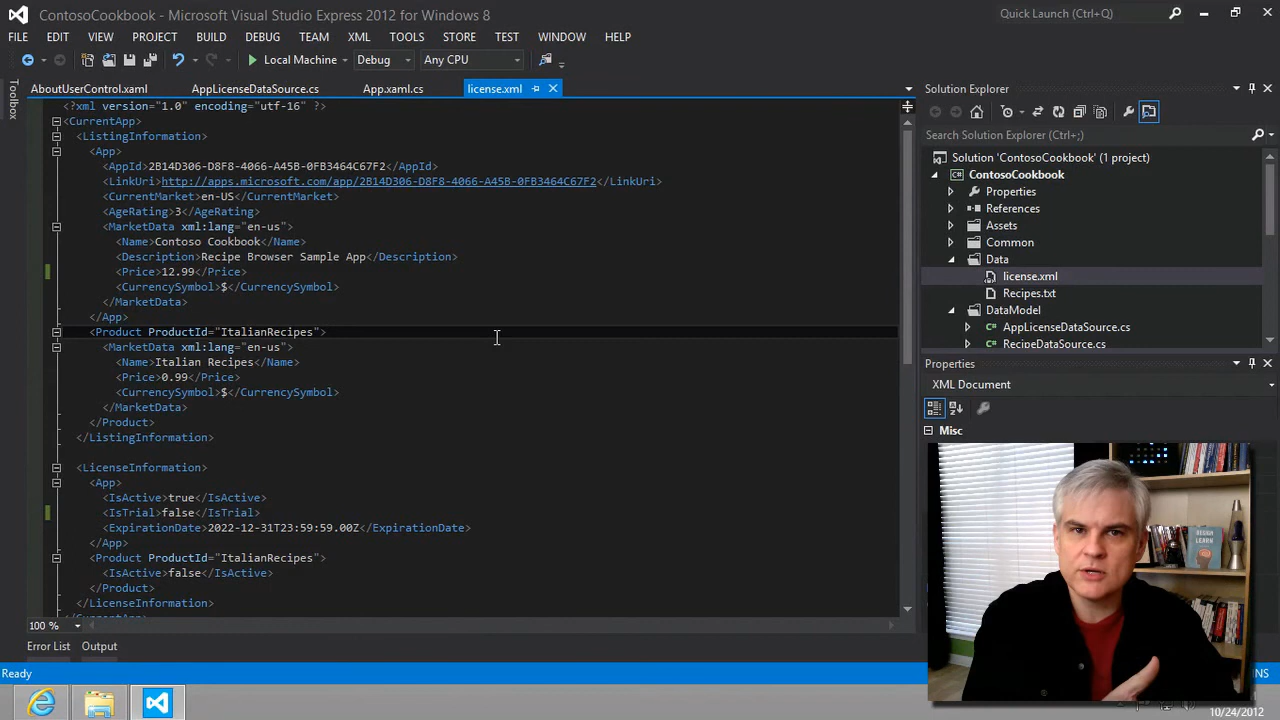 ContosoCookbook - Microsoft Visual Studio Express 2012 for Windows 8
Quick Launch (Ctrl+Q)
FILE EDIT VIEW PROJECT BUILD DEBUG TEAM XML TOOLS STORE TEST WINDOW HELP
Local Machine Debug Any CPU
Toolbox
AboutUserControl.xaml AppLicenseDataSource.cs App.xaml.cs license.xml
<?xml version="1.0" encoding="utf-16" ?>
<CurrentApp>
<ListingInformation>
<App>
<AppId>2B14D306-D8F8-4066-A45B-0FB3464C67F2</AppId>
<LinkUri>http://apps.microsoft.com/app/2B14D306-D8F8-4066-A45B-0FB3464C67F2</LinkUri>
<CurrentMarket>en-US</CurrentMarket>
<AgeRating>3</AgeRating>
<MarketData xml:lang="en-us">
<Name>Contoso Cookbook</Name>
<Description>Recipe Browser Sample App</Description>
<Price>12.99</Price>
<CurrencySymbol>$</CurrencySymbol>
</MarketData>
</App>
<Product ProductId="ItalianRecipes">
<MarketData xml:lang="en-us">
<Name>Italian Recipes</Name>
<Price>0.99</Price>
<CurrencySymbol>$</CurrencySymbol>
</MarketData>
</Product>
</ListingInformation>
<LicenseInformation>
<App>
<IsActive>true</IsActive>
<IsTrial>false</IsTrial>
<ExpirationDate>2022-12-31T23:59:59.00Z</ExpirationDate>
</App>
<Product ProductId="ItalianRecipes">
<IsActive>false</IsActive>
</Product>
</LicenseInformation>
</CurrentApp>
100 %
Error List Output
Ready
Solution Explorer
Search Solution Explorer (Ctrl+;)
Solution 'ContosoCookbook' (1 project)
ContosoCookbook
Properties
References
Assets
Common
Data
license.xml
Recipes.txt
DataModel
AppLicenseDataSource.cs
RecipeDataSource.cs
Properties
XML Document
Misc
NS
10/24/2012